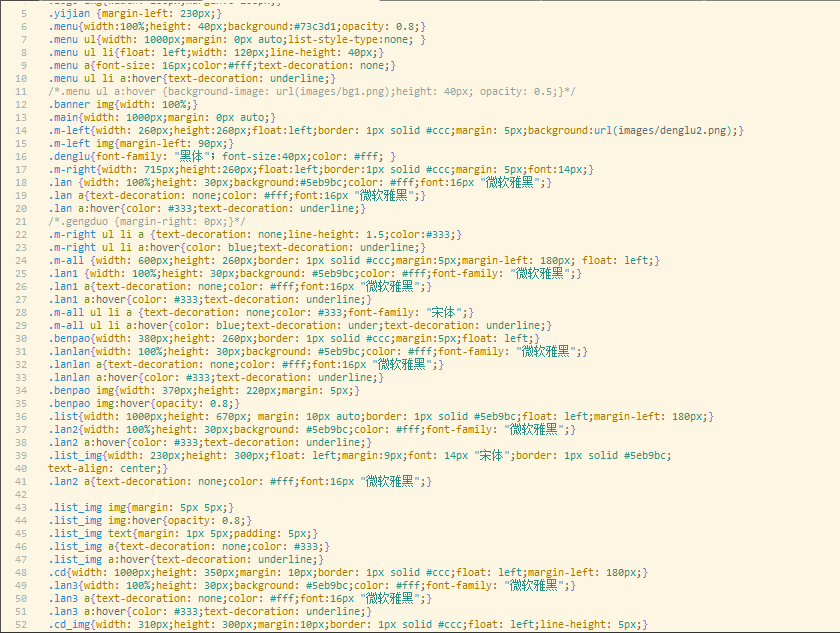 5 .yijian {margin-left: 230px;}
6 .menu{width:100%;height: 40px;background:#73c3d1;opacity: 0.8;}
7 .menu ul{width: 1000px;margin: 0px auto;list-style-type:none; }
8 .menu ul li{float: left;width: 120px;line-height: 40px;}
9 .menu a{font-size: 16px;color:#fff;text-decoration: none;}
10 .menu ul li a:hover{text-decoration: underline;}
11 /*.menu ul a:hover {background-image: url(images/bg1.png);height: 40px; opacity: 0.5;}*/
12 .banner img{width: 100%;}
13 .main{width: 1000px;margin: 0px auto;}
14 .m-left{width: 260px;height:260px;float:left;border: 1px solid #ccc;margin: 5px;background:url(images/denglu2.png);}
15 .m-left img{margin-left: 90px;}
16 .denglu{font-family: "黑体"; font-size:40px;color: #fff; }
17 .m-right{width: 715px;height:260px;float:left;border:1px solid #ccc;margin: 5px;font:14px;}
18 .lan {width: 100%;height: 30px;background:#5eb9bc;color: #fff;font:16px "微软雅黑";}
19 .lan a{text-decoration: none;color: #fff;font:16px "微软雅黑";}
20 .lan a:hover{color: #333;text-decoration: underline;}
21 /*.gengduo {margin-right: 0px;}*/
22 .m-right ul li a {text-decoration: none;line-height: 1.5;color:#333;}
23 .m-right ul li a:hover{color: blue;text-decoration: underline;}
24 .m-all {width: 600px;height: 260px;border: 1px solid #ccc;margin:5px;margin-left: 180px; float: left;}
25 .lan1 {width: 100%;height: 30px;background: #5eb9bc;color: #fff;font-family: "微软雅黑";}
26 .lan1 a{text-decoration: none;color: #fff;font:16px "微软雅黑";}
27 .lan1 a:hover{color: #333;text-decoration: underline;}
28 .m-all ul li a {text-decoration: none;color: #333;font-family: "宋体";}
29 .m-all ul li a:hover{color: blue;text-decoration: under;text-decoration: underline;}
30 .benpao{width: 380px;height: 260px;border: 1px solid #ccc;margin:5px;float: left;}
31 .lanlan{width: 100%;height: 30px;background: #5eb9bc;color: #fff;font-family: "微软雅黑";}
32 .lanlan a{text-decoration: none;color: #fff;font:16px "微软雅黑";}
33 .lanlan a:hover{color: #333;text-decoration: underline;}
34 .benpao img{width: 370px;height: 220px;margin: 5px;}
35 .benpao img:hover{opacity: 0.8;}
36 .list{width: 1000px;height: 670px; margin: 10px auto;border: 1px solid #5eb9bc;float: left;margin-left: 180px;}
37 .lan2{width: 100%;height: 30px;background: #5eb9bc;color: #fff;font-family: "微软雅黑";}
38 .lan2 a:hover{color: #333;text-decoration: underline;}
39 .list_img{width: 230px;height: 300px;float: left;margin:9px;font: 14px "宋体";border: 1px solid #5eb9bc;
40 text-align: center;}
41 .lan2 a{text-decoration: none;color: #fff;font:16px "微软雅黑";}
42
43 .list_img img{margin: 5px 5px;}
44 .list_img img:hover{opacity: 0.8;}
45 .list_img text{margin: 1px 5px;padding: 5px;}
46 .list_img a{text-decoration: none;color: #333;}
47 .list_img a:hover{text-decoration: underline;}
48 .cd{width: 1000px;height: 350px;margin: 10px;border: 1px solid #ccc;float: left;margin-left: 180px;}
49 .lan3{width: 100%;height: 30px;background: #5eb9bc;color: #fff;font-family: "微软雅黑";}
50 .lan3 a{text-decoration: none;color: #fff;font:16px "微软雅黑";}
51 .lan3 a:hover{color: #333;text-decoration: underline;}
52 .cd_img{width: 310px;height: 300px;margin:10px;border: 1px solid #ccc;float: left;line-height: 5px;}